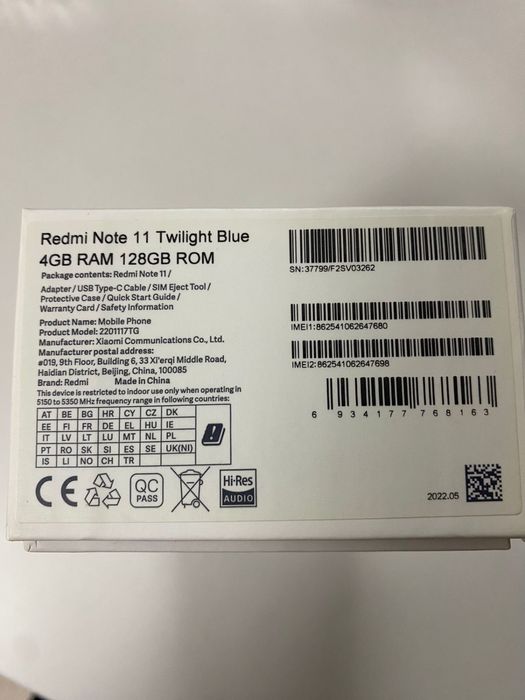 Redmi Note 11 Twilight Blue
4GB RAM 128GB ROM
Package contents: Redmi Note 11 /
Adapter / USB Type-C Cable / SIM Eject Tool /
Protective Case / Quick Start Guide /
Warranty Card / Safety Information
Product Name: Mobile Phone
Product Model: 2201117TG
Manufacturer: Xiaomi Communications Co., Ltd.
Manufacturer postal address:
#019, 9th Floor, Building 6, 33 Xi'erqi Middle Road,
Haidian District, Beijing, China, 100085
Brand: Redmi Made in China
This device is restricted to indoor use only when operating in
5150 to 5350 MHz frequency range in following countries:
AT BE BG HR CY CZ DK
EE FI FR DE EL HU IE
IT LV LT LU MT NL PL
PT RO SK SI ES SE UK(NI)
IS LI NO CH TR
CE
QC
PASS
Hi-Res
AUDIO
SN:37799/F2SV03262
IMEI1:862541062647680
IMEI2:862541062647698
6 934177 768163
2022.05